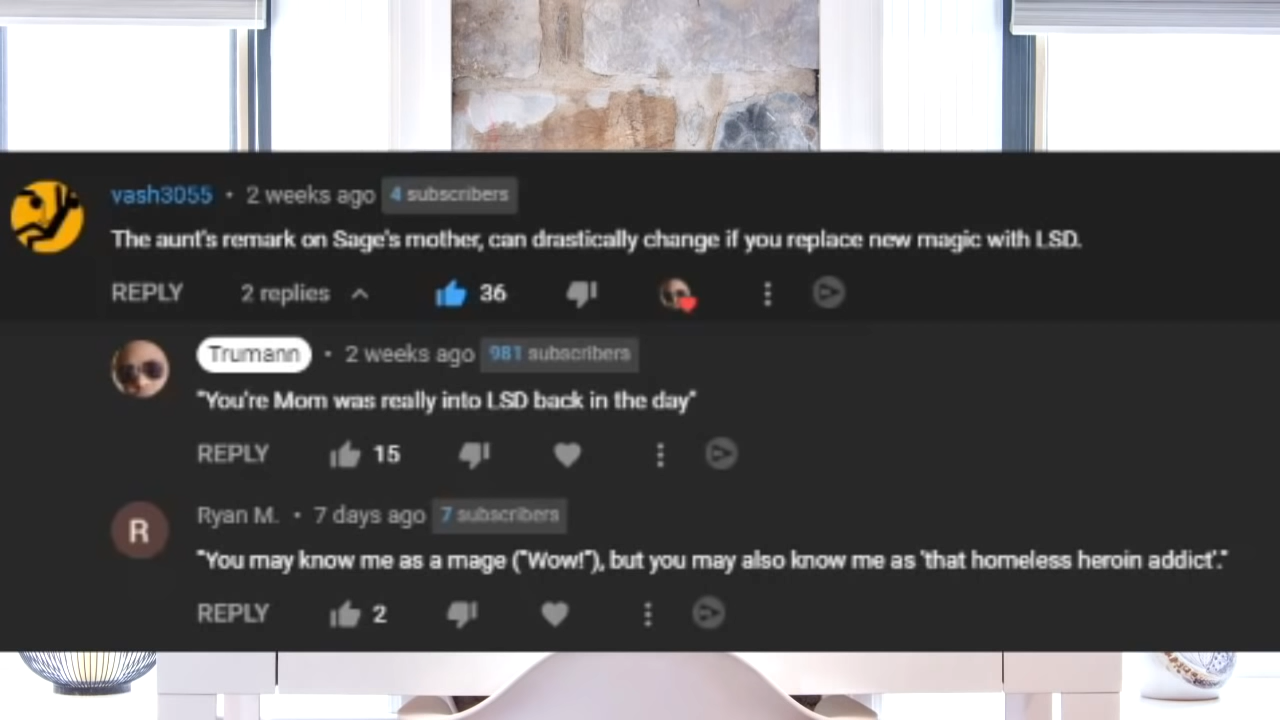 vash3055 • 2 weeks ago 4 subscribers
The aunt's remark on Sage's mother, can drastically change if you replace new magic with LSD.
REPLY 2 replies 36
Trumann • 2 weeks ago 981 subscribers
"You're Mom was really into LSD back in the day"
REPLY 15
R
Ryan M. • 7 days ago 7 subscribers
"You may know me as a mage ("Wow!"), but you may also know me as 'that homeless heroin addict'."
REPLY 2